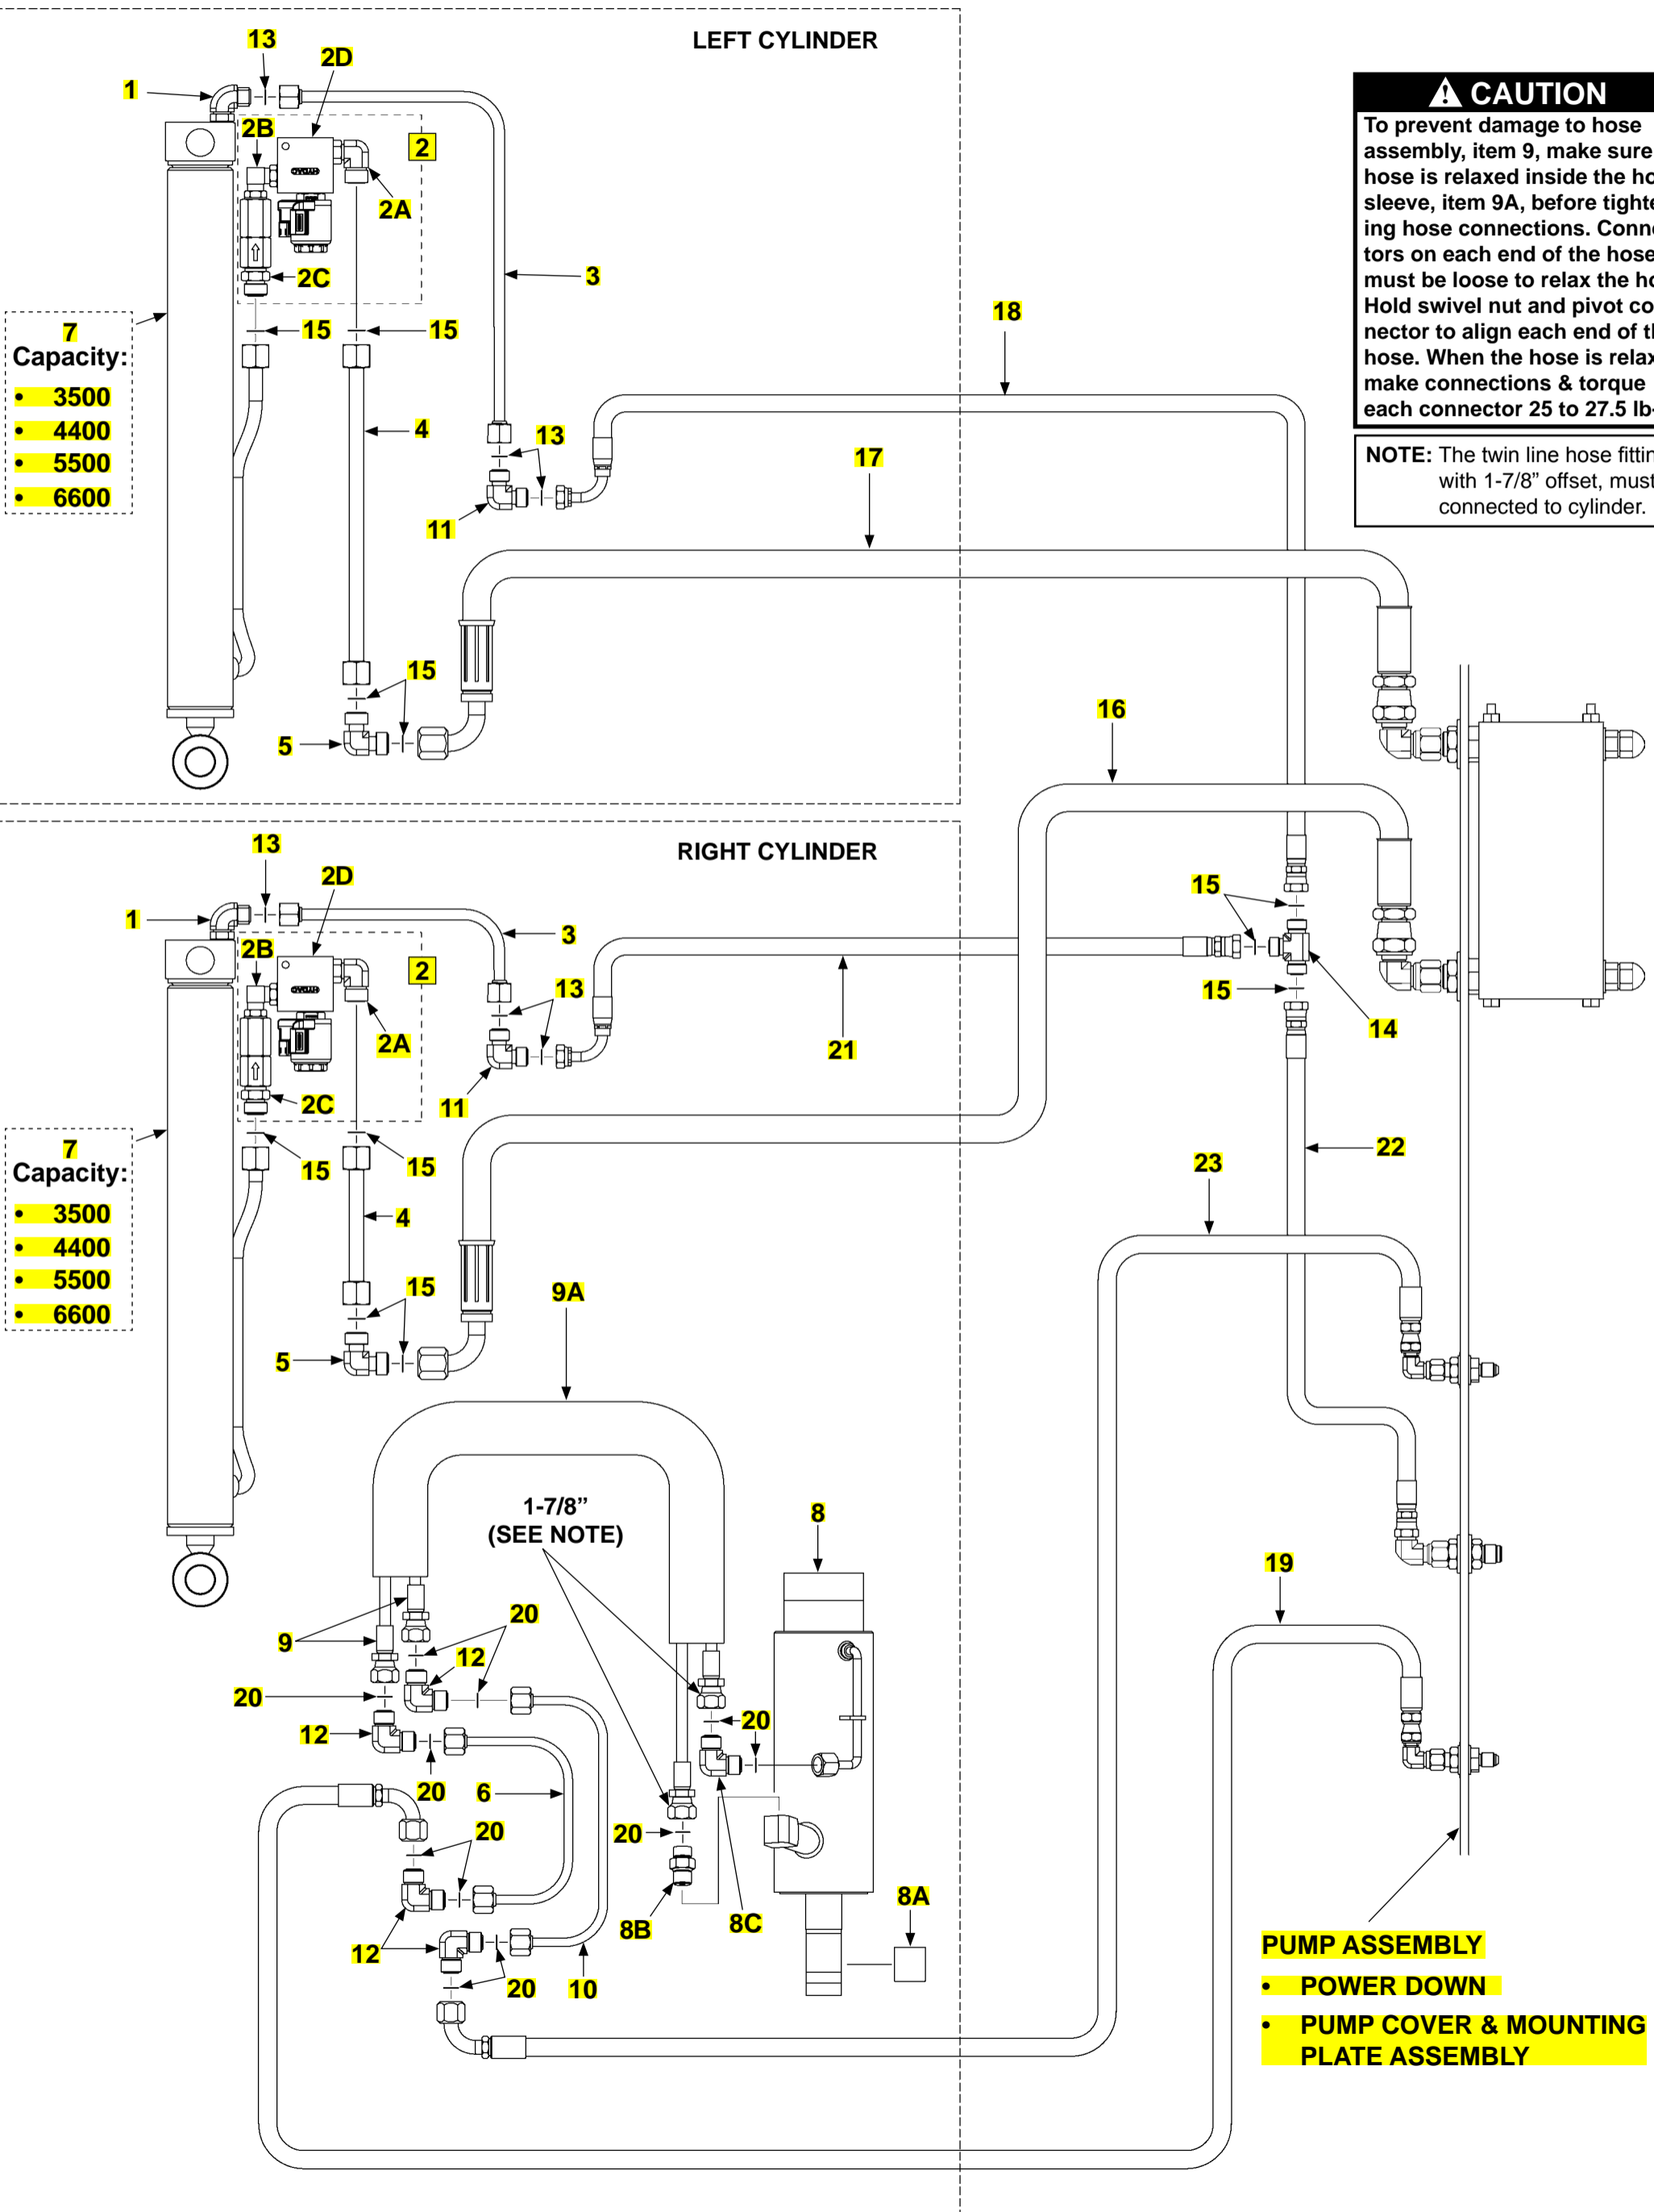 LEFT CYLINDER
13
2D
1
2B
2
HYDAC
2A
2C
3
15
15
7
Capacity:
• 3500
• 4400
• 5500
• 6600
4
13
11
18
17
15
5
16
⚠ CAUTION
To prevent damage to hose
assembly, item 9, make sure
hose is relaxed inside the
sleeve, item 9A, before
ing hose connections.
tors on each end of the hose
must be loose to relax the
Hold swivel nut and pivot
nector to align each end of
hose. When the hose is
make connections & torque
each connector 25 to 27.5
NOTE: The twin line hose
with 1-7/8” offset, must
connected to cylinder.
RIGHT CYLINDER
13
2D
1
2B
2
HYDAC
2A
2C
3
13
11
21
15
15
14
15
15
7
Capacity:
• 3500
• 4400
• 5500
• 6600
4
15
5
22
23
9A
1-7/8”
(SEE NOTE)
8
19
9
20
12
20
12
20
20
6
20
20
12
8B
8C
8A
20
10
PUMP ASSEMBLY
• POWER DOWN
• PUMP COVER & MOUNTING
PLATE ASSEMBLY